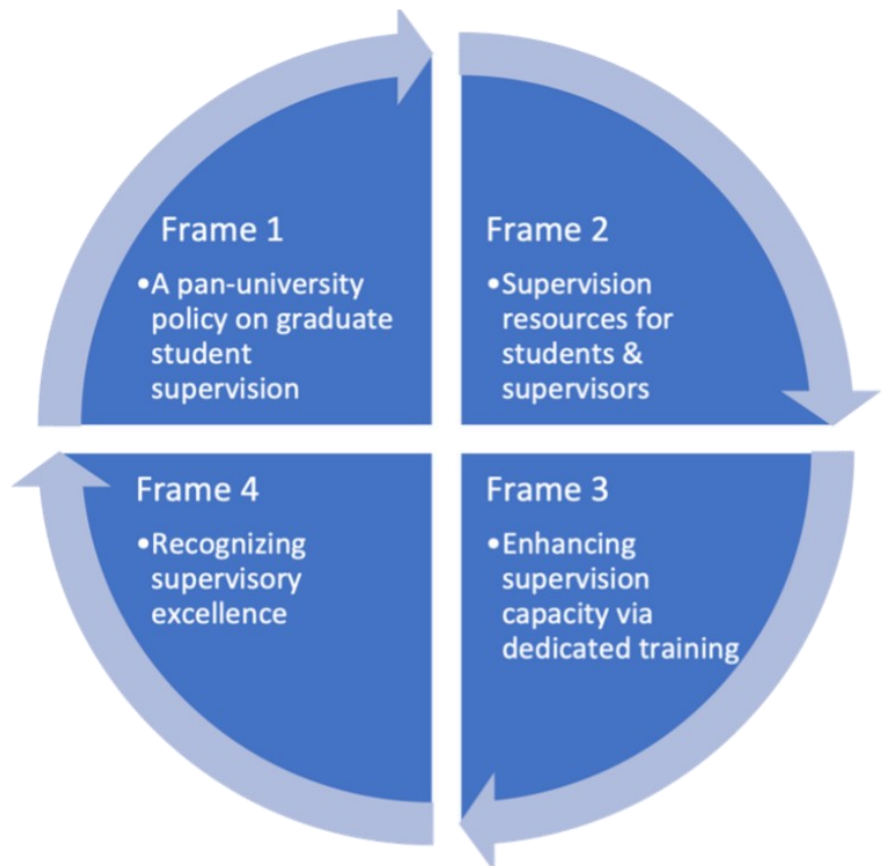 Frame 1
•A pan-university
policy on graduate
student
supervision
Frame 2
•Supervision
resources for
students &
supervisors
Frame 4
•Recognizing
supervisory
excellence
Frame 3
•Enhancing
supervision
capacity via
dedicated training